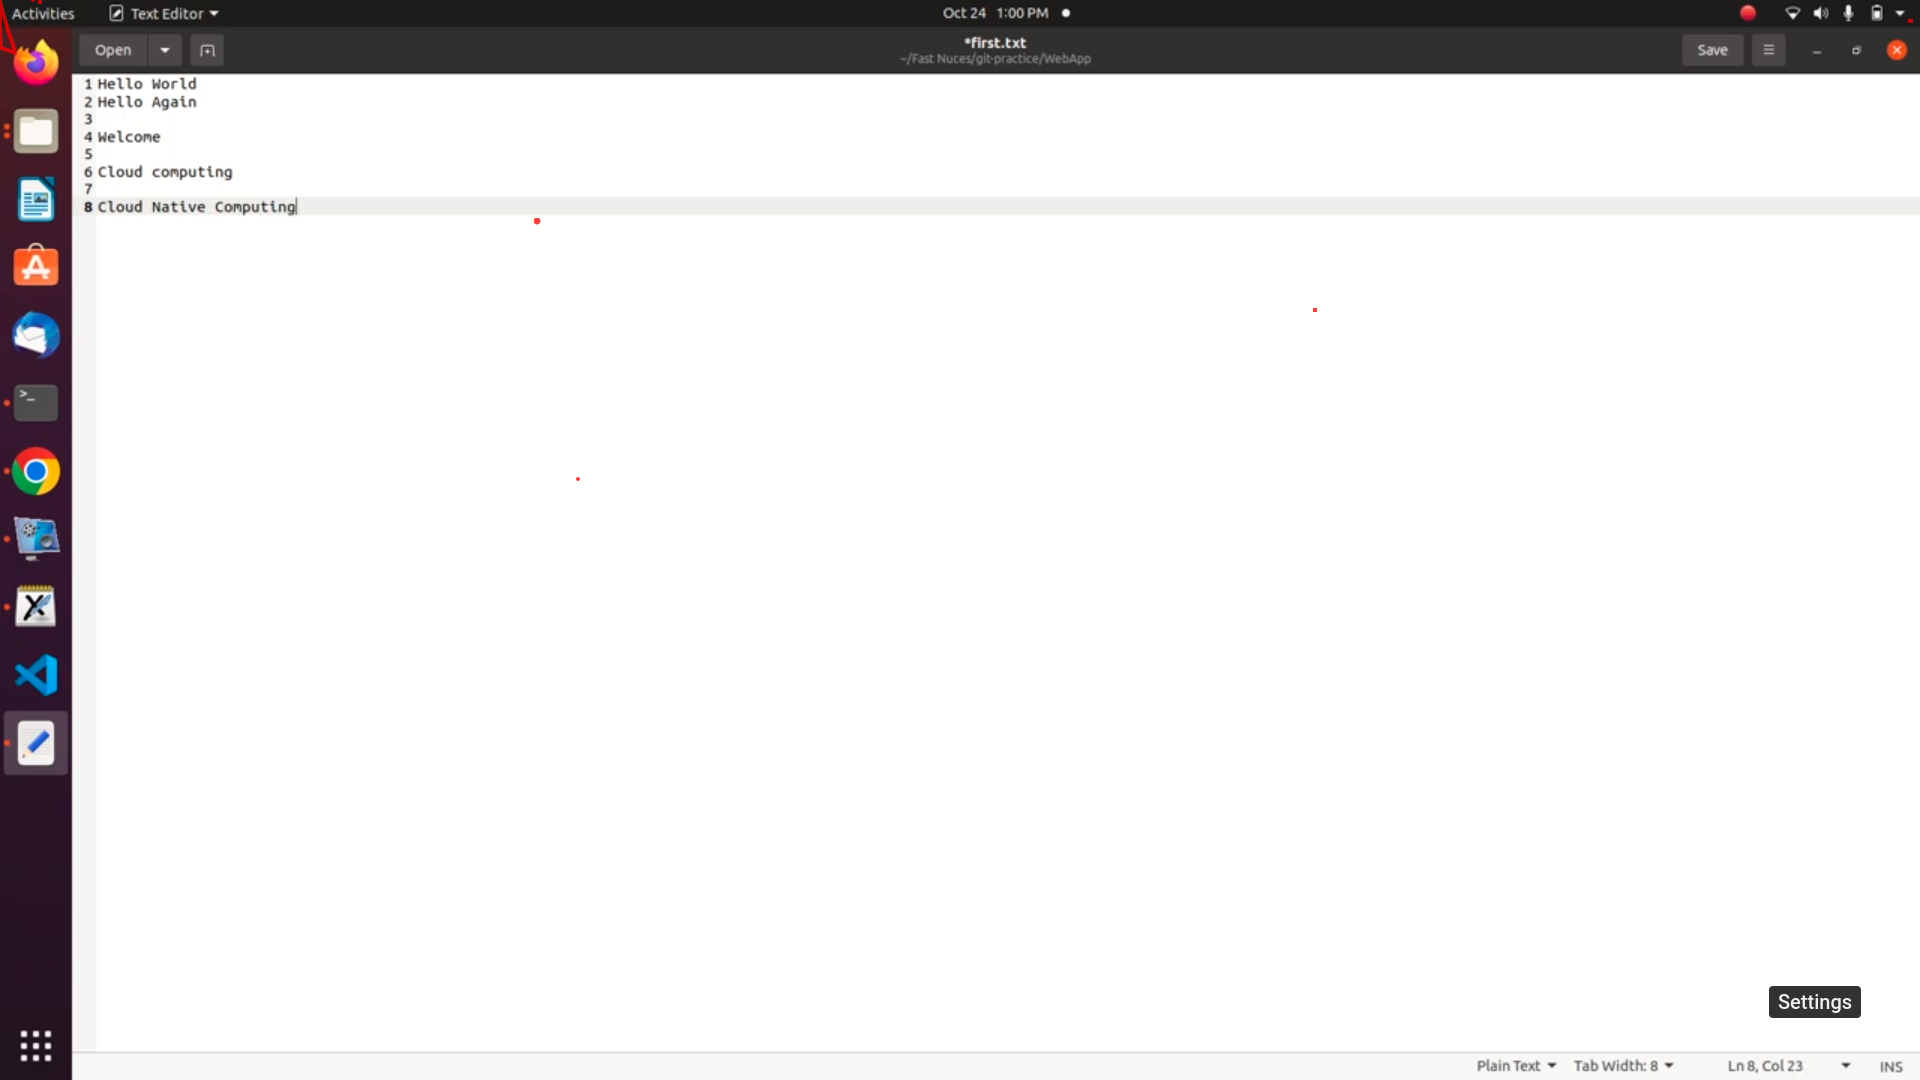 Activities Text Editor Oct 24 1:00 PM
Open *first.txt Save
~/Fast Nuces/git-practice/WebApp
1 Hello World
2 Hello Again
3
4 Welcome
5
6 Cloud computing
7
8 Cloud Native Computing
Settings
Plain Text Tab Width: 8 Ln 8, Col 23 INS